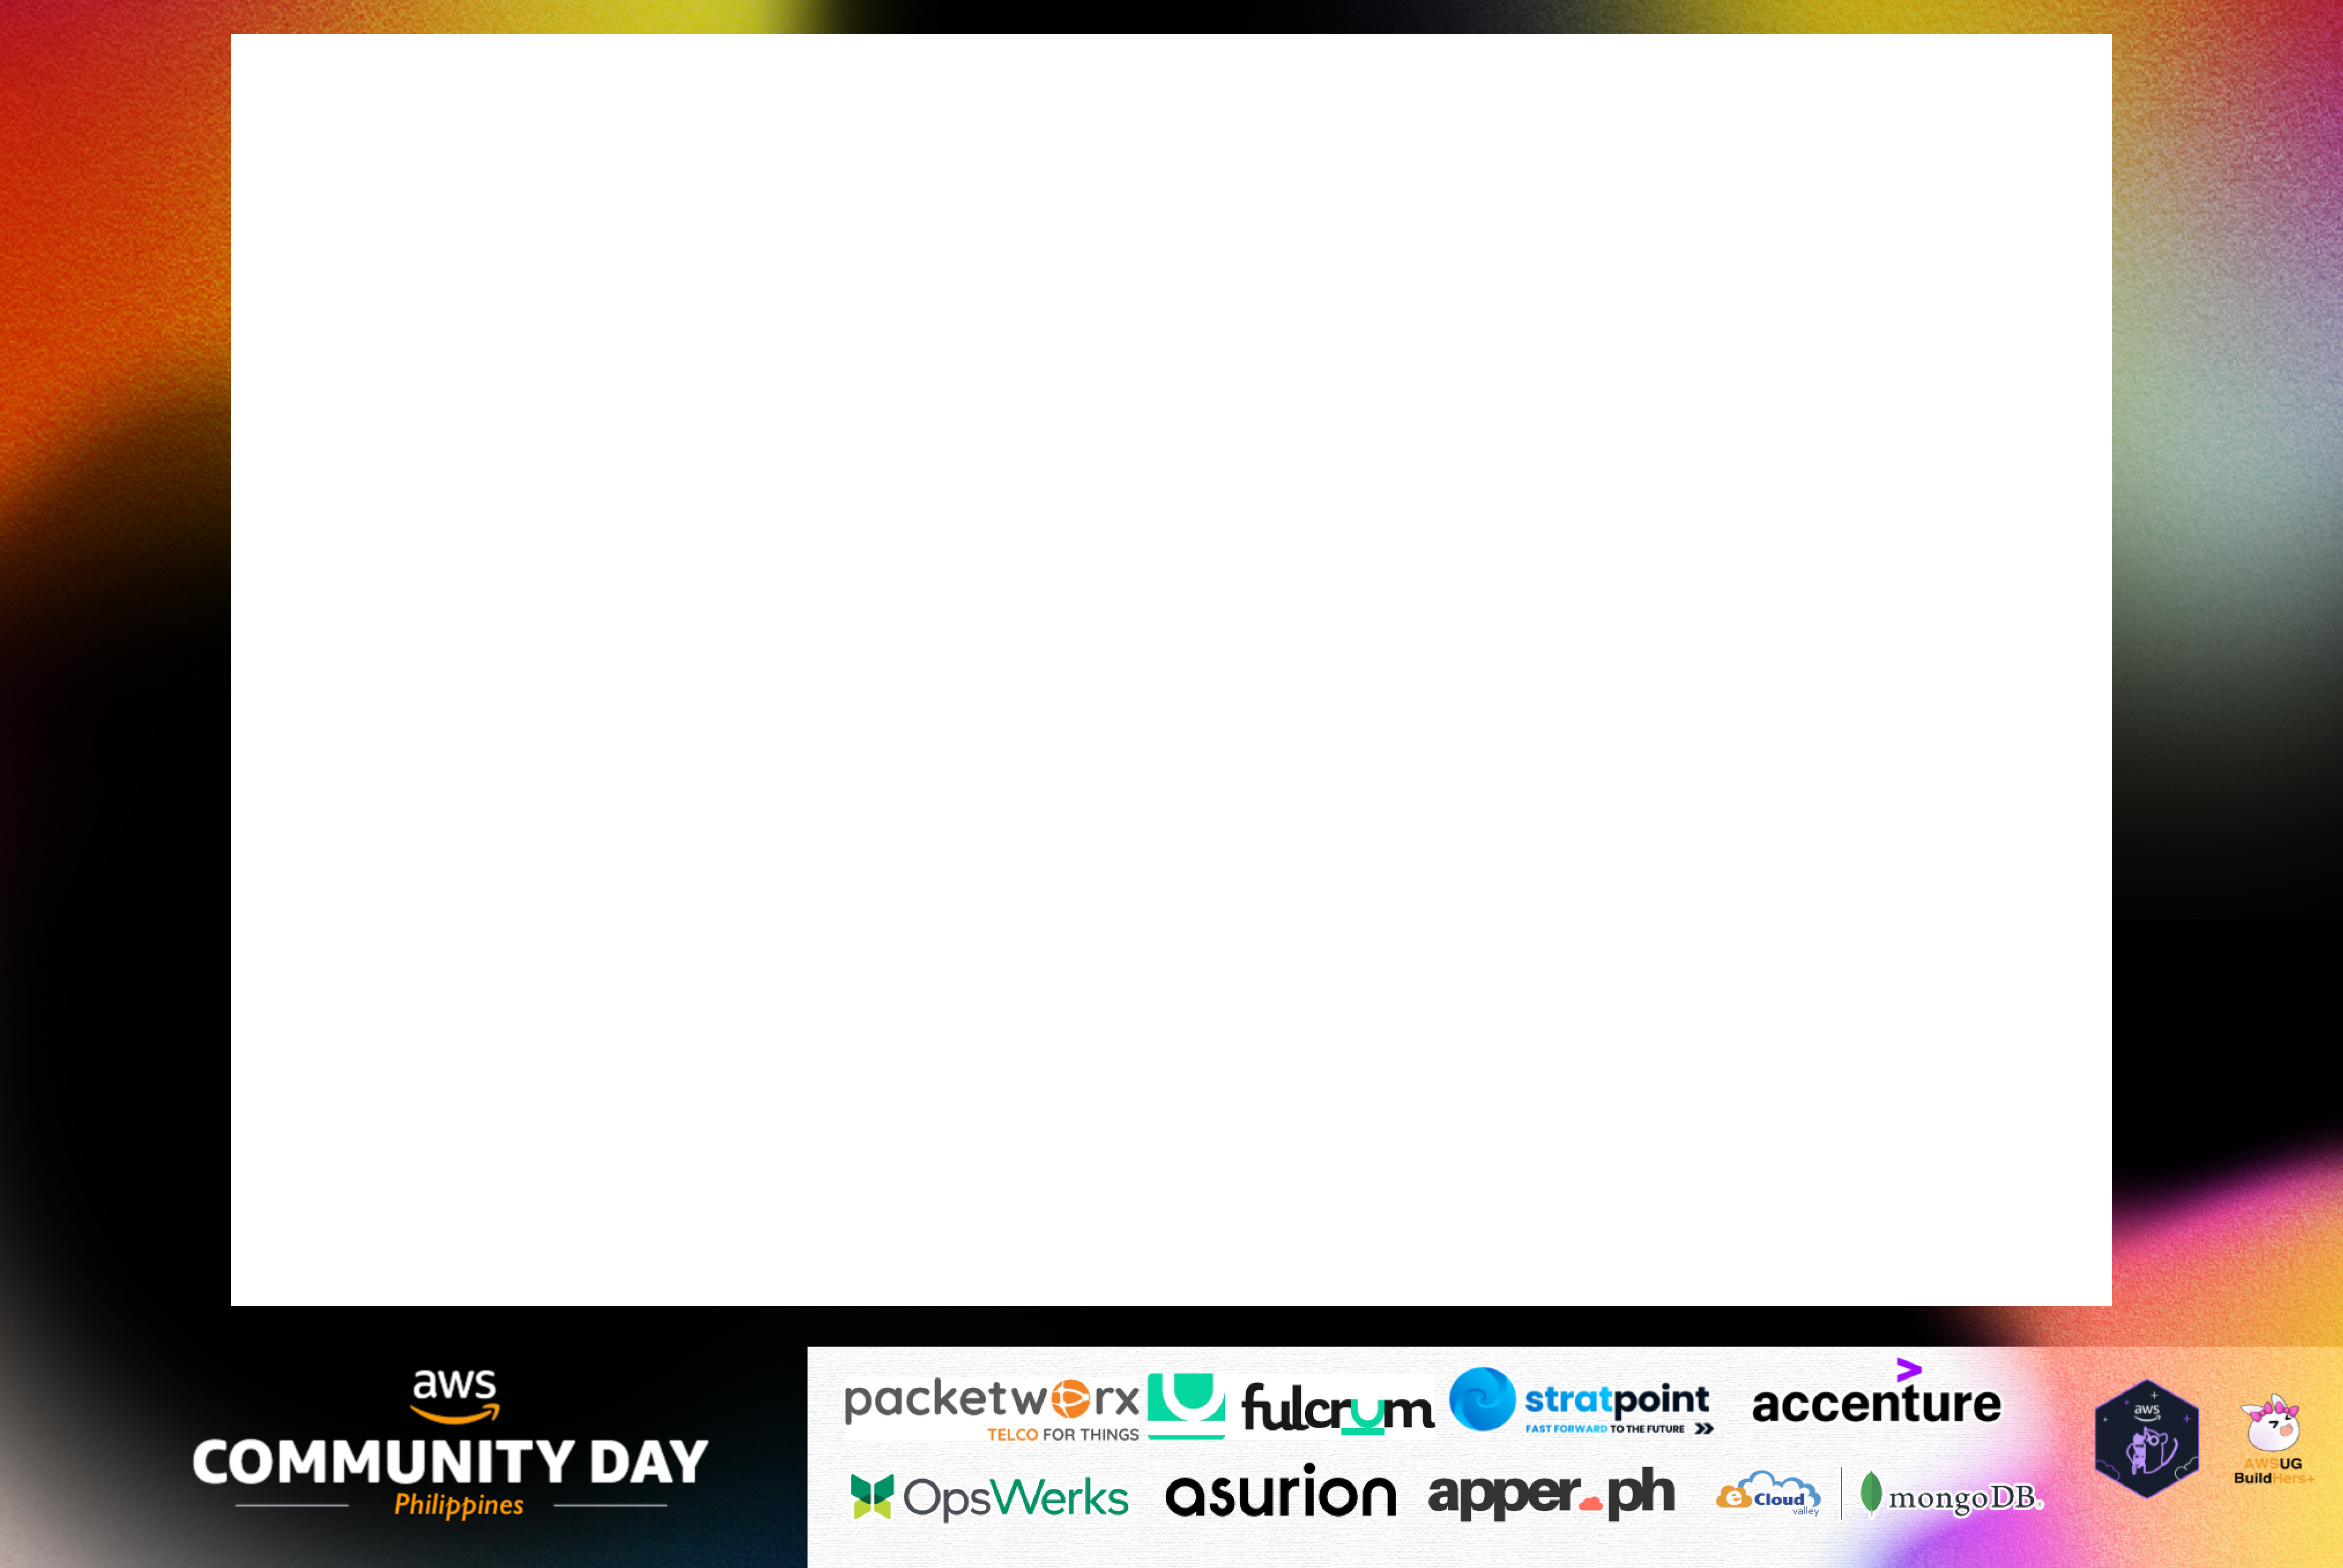 aws
COMMUNITY DAY
Philippines
packetworx
TELCO FOR THINGS
fulcrum
stratpoint
FAST FORWARD TO THE FUTURE
accenture
OpsWerks
asurion
apper.ph
eCloud
valley
mongoDB.
aws
AWSUG
BuildHers+